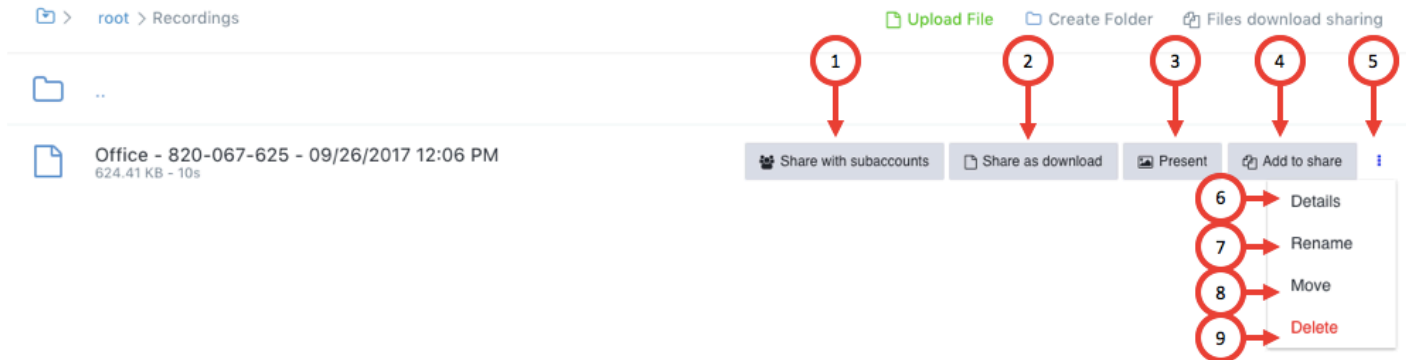 > root > Recordings Upload File Create Folder Files download sharing
1 2 3 4 5
..
Office - 820-067-625 - 09/26/2017 12:06 PM
624.41 KB - 10s
Share with subaccounts Share as download Present Add to share
6 Details
7 Rename
8 Move
9 Delete